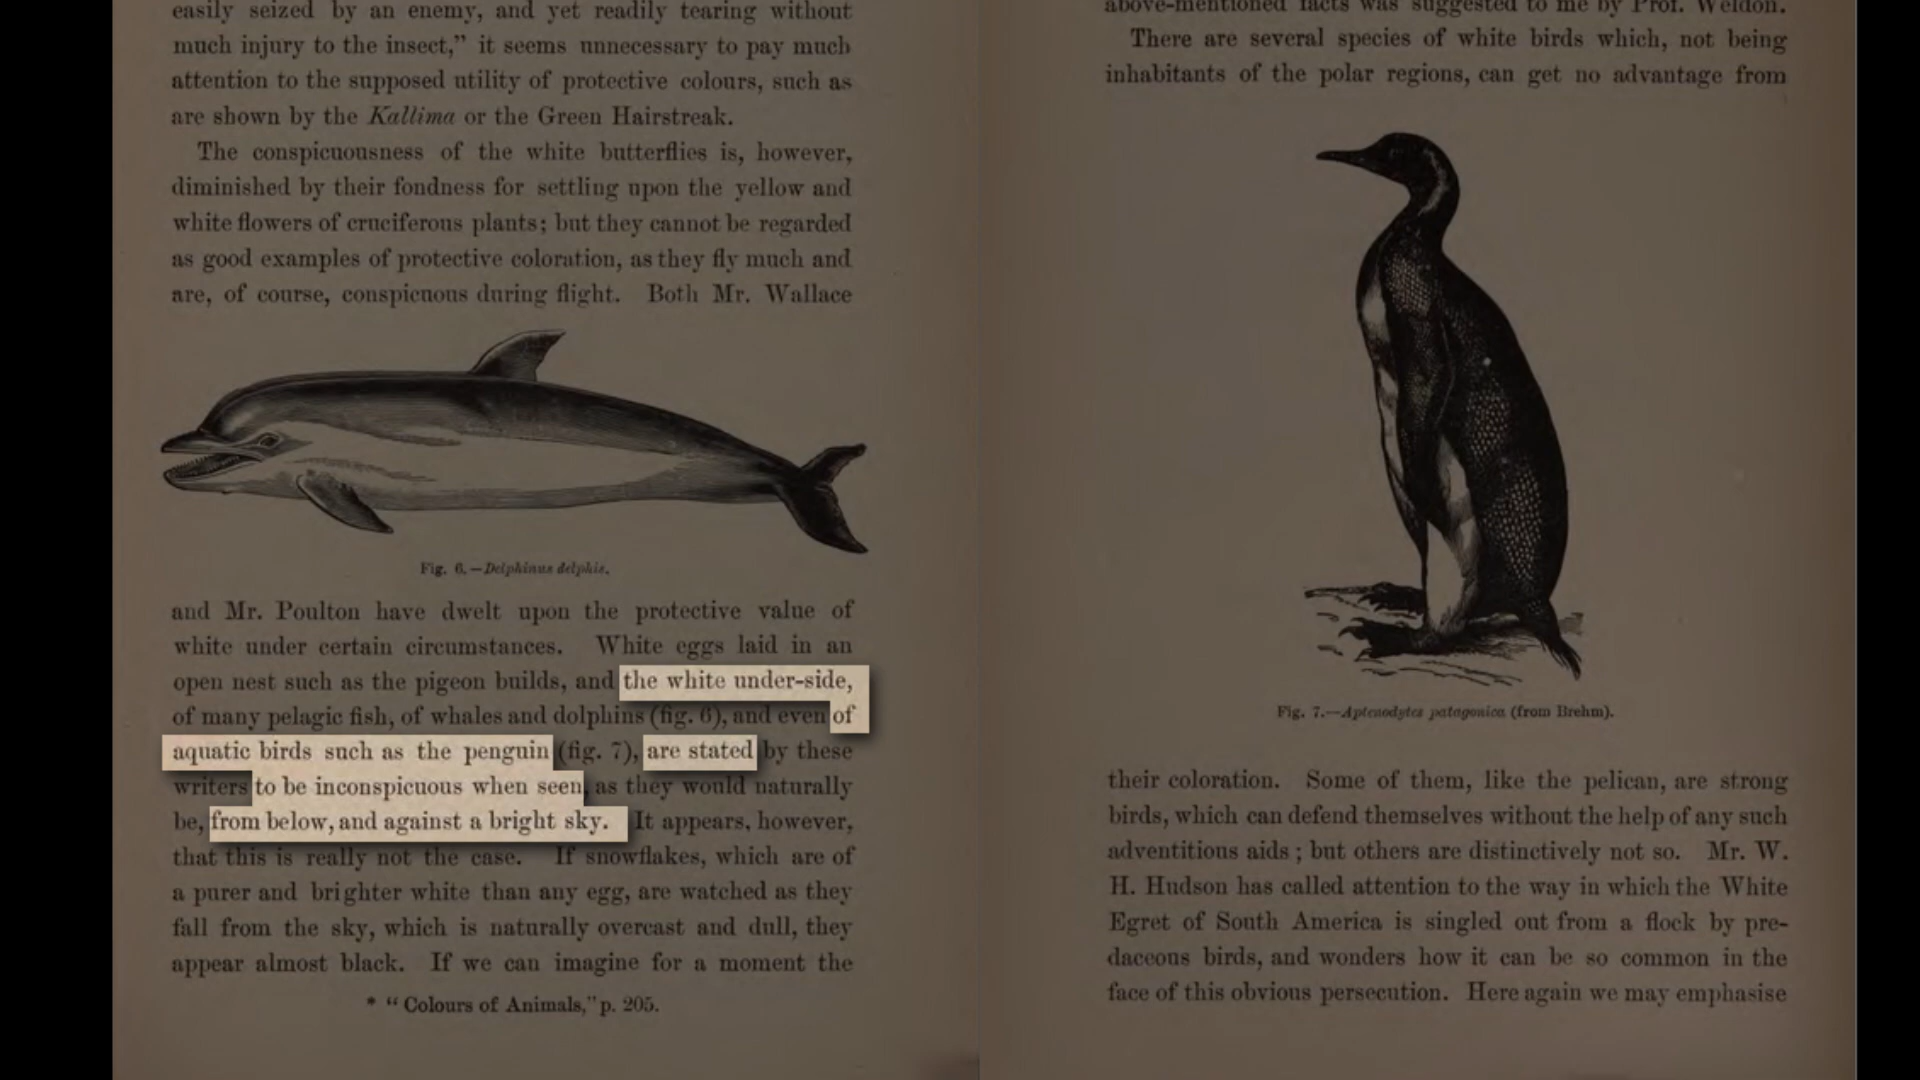 easily seized by an enemy, and yet readily tearing without
much injury to the insect,” it seems unnecessary to pay much
attention to the supposed utility of protective colours, such as
are shown by the Kallima or the Green Hairstreak.
The conspicuousness of the white butterflies is, however,
diminished by their fondness for settling upon the yellow and
white flowers of cruciferous plants; but they cannot be regarded
as good examples of protective coloration, as they fly much and
are, of course, conspicuous during flight. Both Mr. Wallace
Fig. 6.—Delphinus delphis.
and Mr. Poulton have dwelt upon the protective value of
white under certain circumstances. White eggs laid in an
open nest such as the pigeon builds, and the white under-side,
of many pelagic fish, of whales and dolphins (fig. 6), and even of
aquatic birds such as the penguin (fig. 7), are stated by these
writers to be inconspicuous when seen, as they would naturally
be, from below, and against a bright sky. It appears, however,
that this is really not the case. If snowflakes, which are of
a purer and brighter white than any egg, are watched as they
fall from the sky, which is naturally overcast and dull, they
appear almost black. If we can imagine for a moment the
* “Colours of Animals,” p. 205.
above-mentioned facts was suggested to me by Prof. Weldon.
There are several species of white birds which, not being
inhabitants of the polar regions, can get no advantage from
Fig. 7.—Aptenodytes patagonica (from Brehm).
their coloration. Some of them, like the pelican, are strong
birds, which can defend themselves without the help of any such
adventitious aids; but others are distinctively not so. Mr. W.
H. Hudson has called attention to the way in which the White
Egret of South America is singled out from a flock by pre-
daceous birds, and wonders how it can be so common in the
face of this obvious persecution. Here again we may emphasise